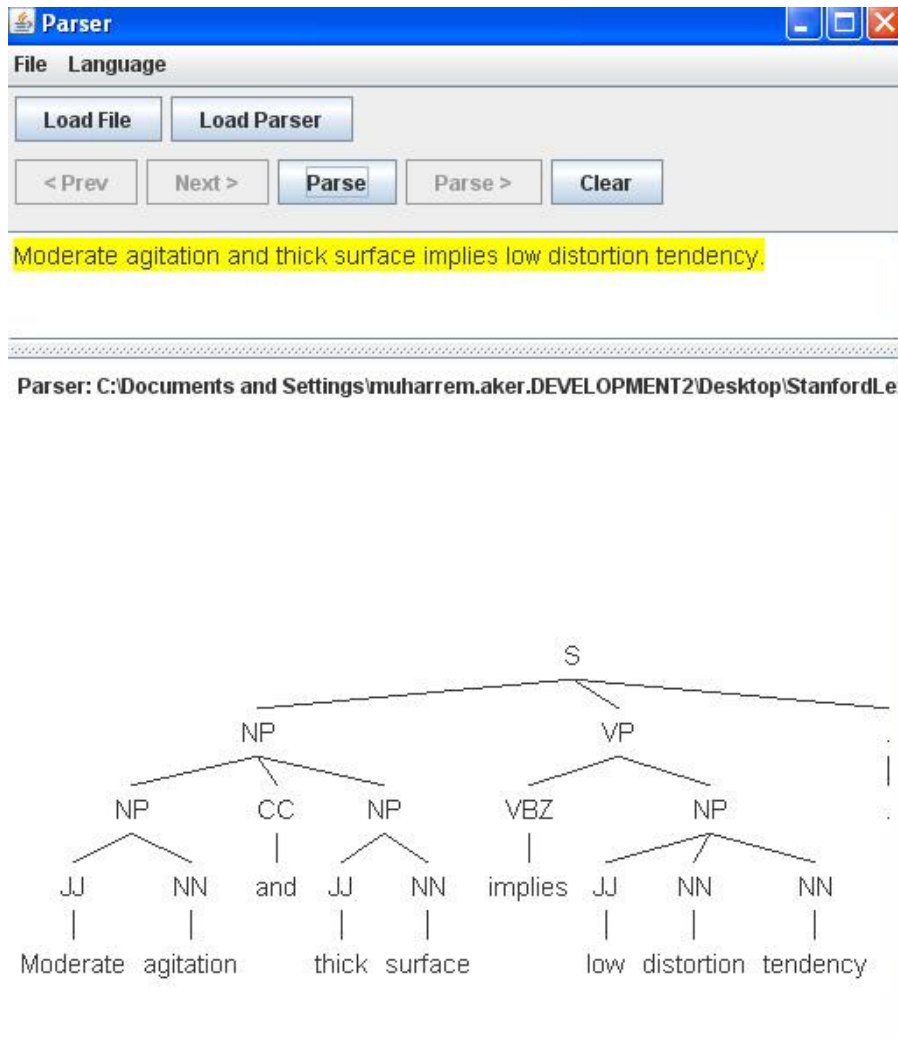 Parser
File Language
Load File Load Parser
< Prev Next > Parse Parse > Clear
Moderate agitation and thick surface implies low distortion tendency.
Parser: C:\Documents and Settings\muharrem.aker.DEVELOPMENT2\Desktop\StanfordLe
S
NP VP .
NP CC NP VBZ NP .
JJ NN and JJ NN implies JJ NN NN
Moderate agitation thick surface low distortion tendency